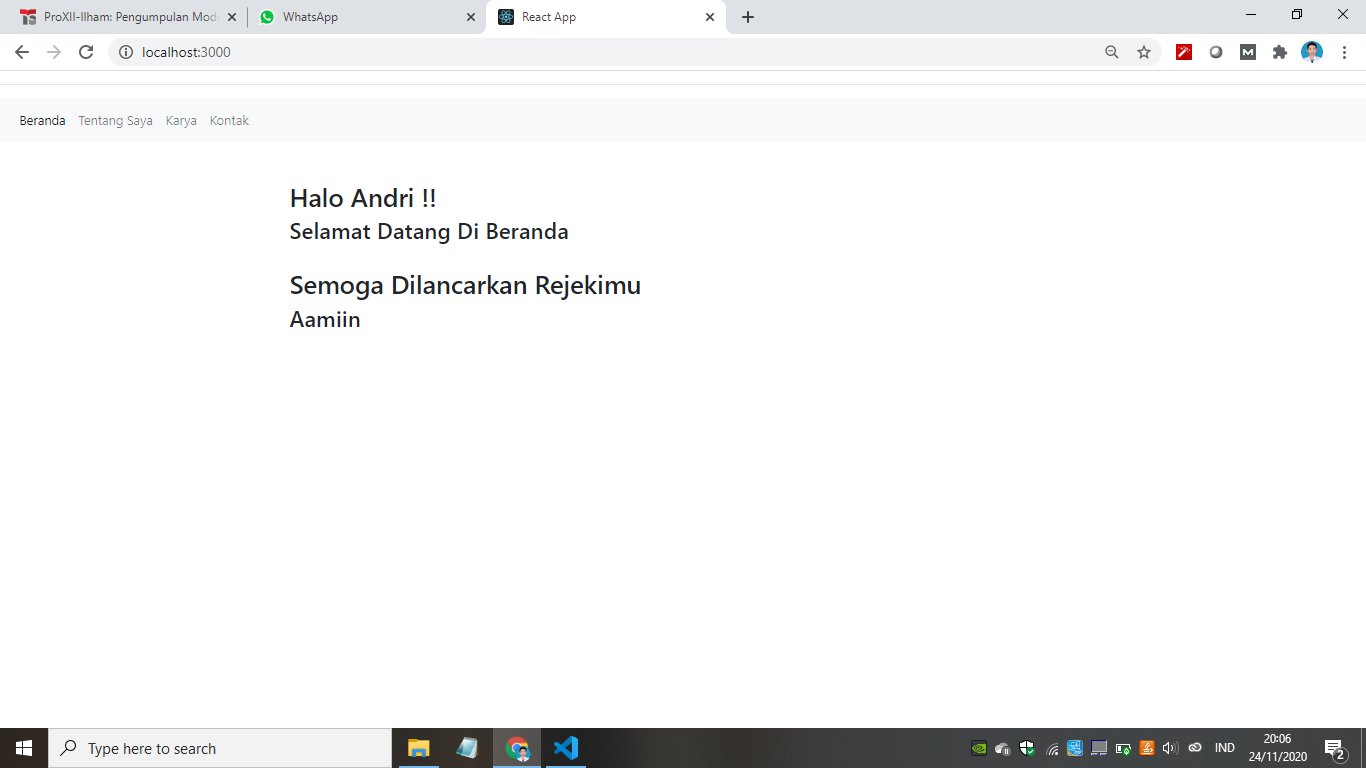 ProXII-Ilham: Pengumpulan Mod
WhatsApp
React App
localhost:3000
Beranda Tentang Saya Karya Kontak
Halo Andri !!
Selamat Datang Di Beranda
Semoga Dilancarkan Rejekimu
Aamiin
Type here to search
IND
20:06
24/11/2020
2